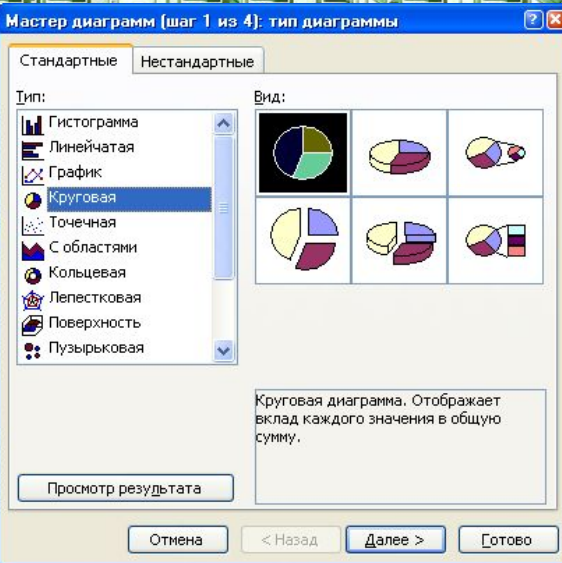 Мастер диаграмм (шаг 1 из 4): тип диаграммы
Стандартные
Нестандартные
Тип:
Гистограмма
Линейчатая
График
Круговая
Точечная
С областями
Кольцевая
Лепестковая
Поверхность
Пузырьковая
Вид:
Круговая диаграмма. Отображает
вклад каждого значения в общую
сумму.
Просмотр результата
Отмена
< Назад
Далее >
Готово